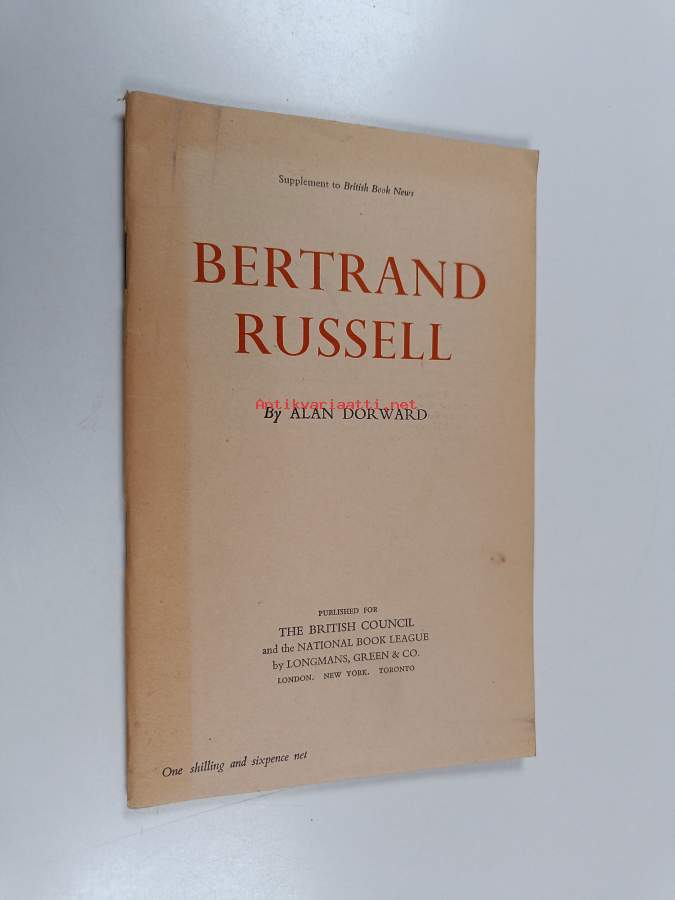 Supplement to British Book News
BERTRAND
RUSSELL
Antikvariaatti.net
By ALAN DORWARD
PUBLISHED FOR
THE BRITISH COUNCIL
and the NATIONAL BOOK LEAGUE
by LONGMANS, GREEN & CO.
LONDON. NEW YORK. TORONTO
One shilling and sixpence net